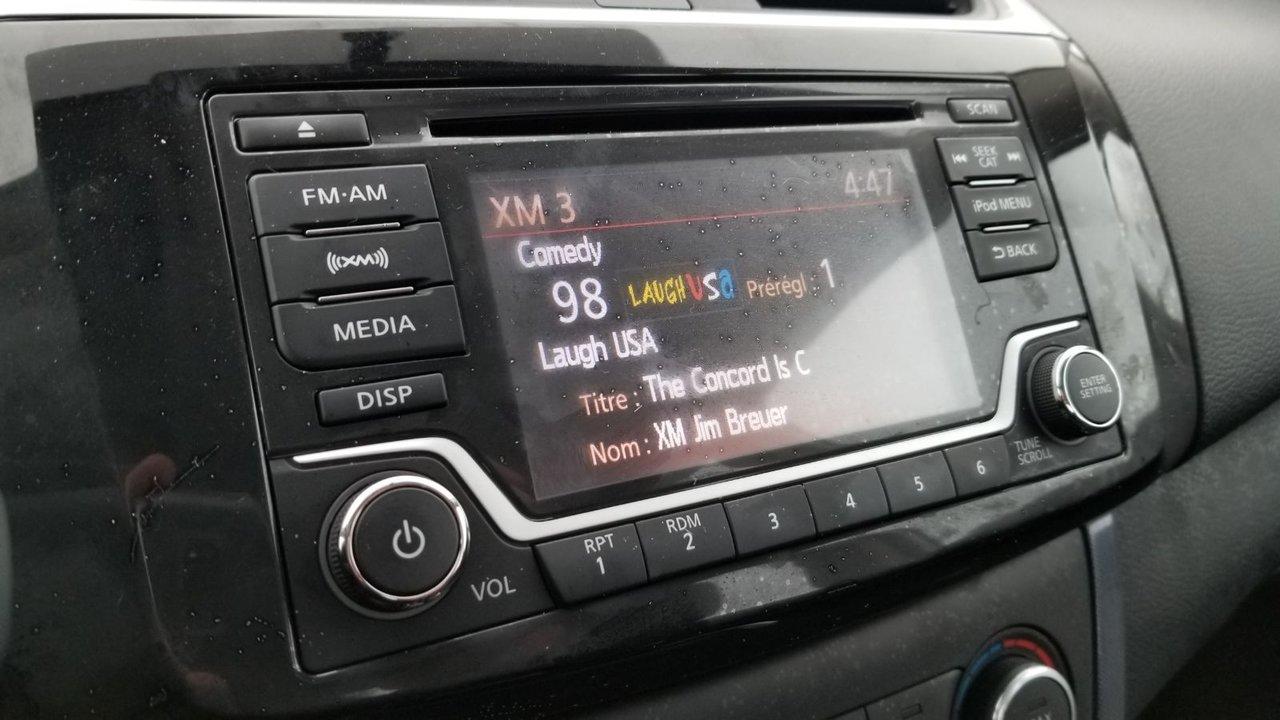 SCAN
FM·AM
XM
MEDIA
DISP
XM 3 4:47
Comedy
98 LAUGH USA Prérégl : 1
Laugh USA
Titre : The Concord Is C
Nom : XM Jim Breuer
SEEK
CAT
iPod MENU
BACK
ENTER
SETTING
TUNE
SCROLL
VOL
RPT
1
RDM
2
3
4
5
6